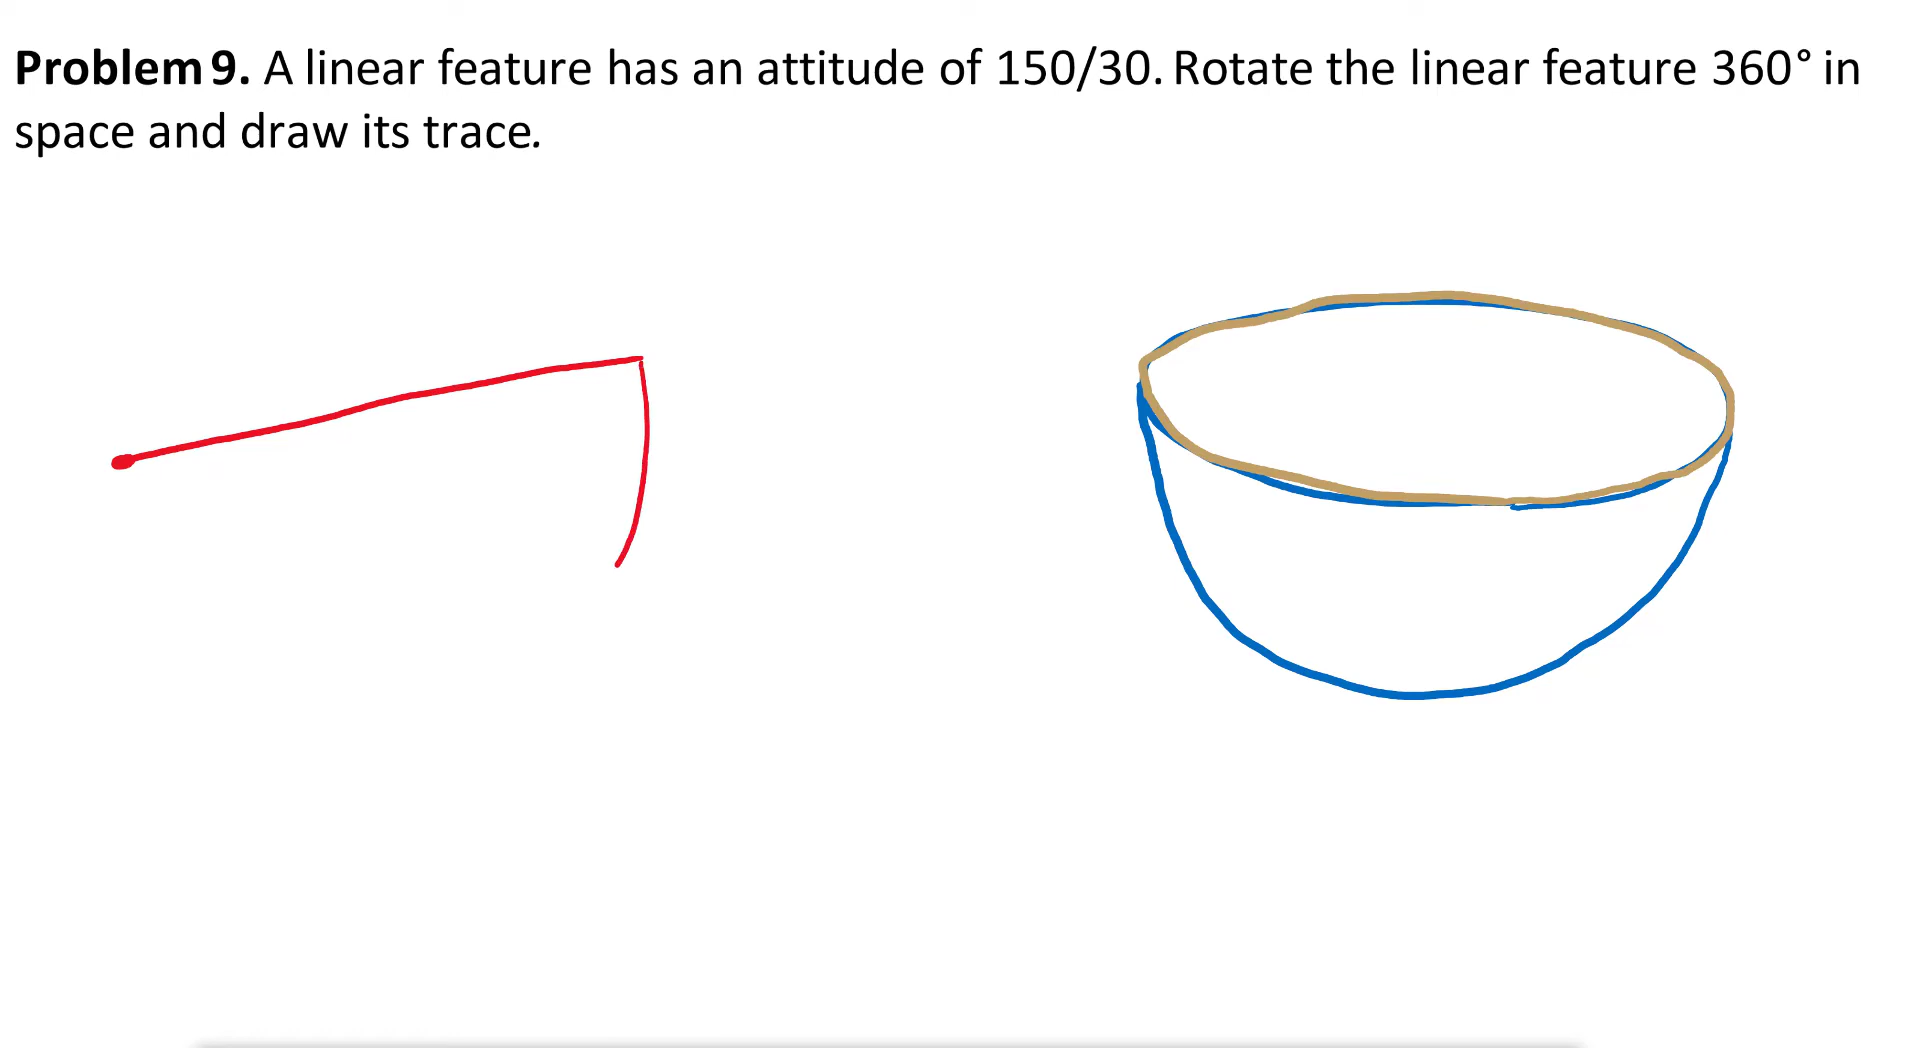 Problem 9. A linear feature has an attitude of 150/30. Rotate the linear feature 360° in
space and draw its trace.